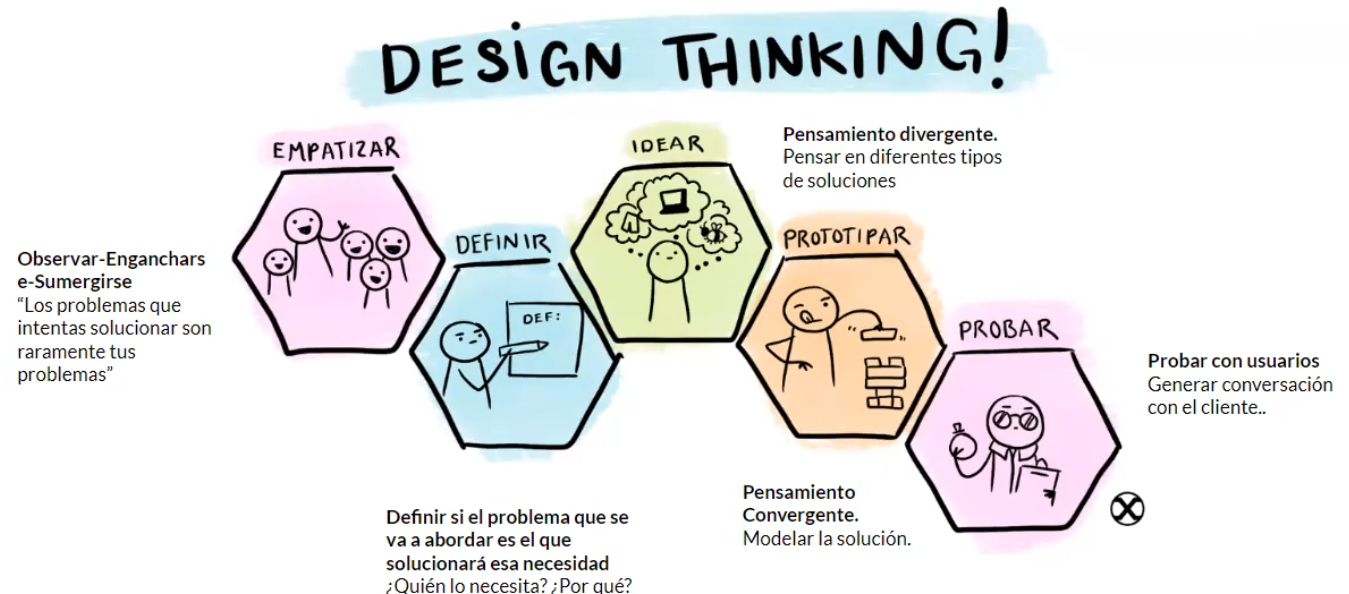 DESIGN THINKING!
EMPATIZAR
Observar-Enganchars
e-Sumergirse
“Los problemas que
intentas solucionar son
raramente tus
problemas”
DEFINIR
DEF:
Definir si el problema que se
va a abordar es el que
solucionará esa necesidad
¿Quién lo necesita? ¿Por qué?
IDEAR
Pensamiento divergente.
Pensar en diferentes tipos
de soluciones
PROTOTIPAR
Pensamiento
Convergente.
Modelar la solución.
PROBAR
Probar con usuarios
Generar conversación
con el cliente..
X